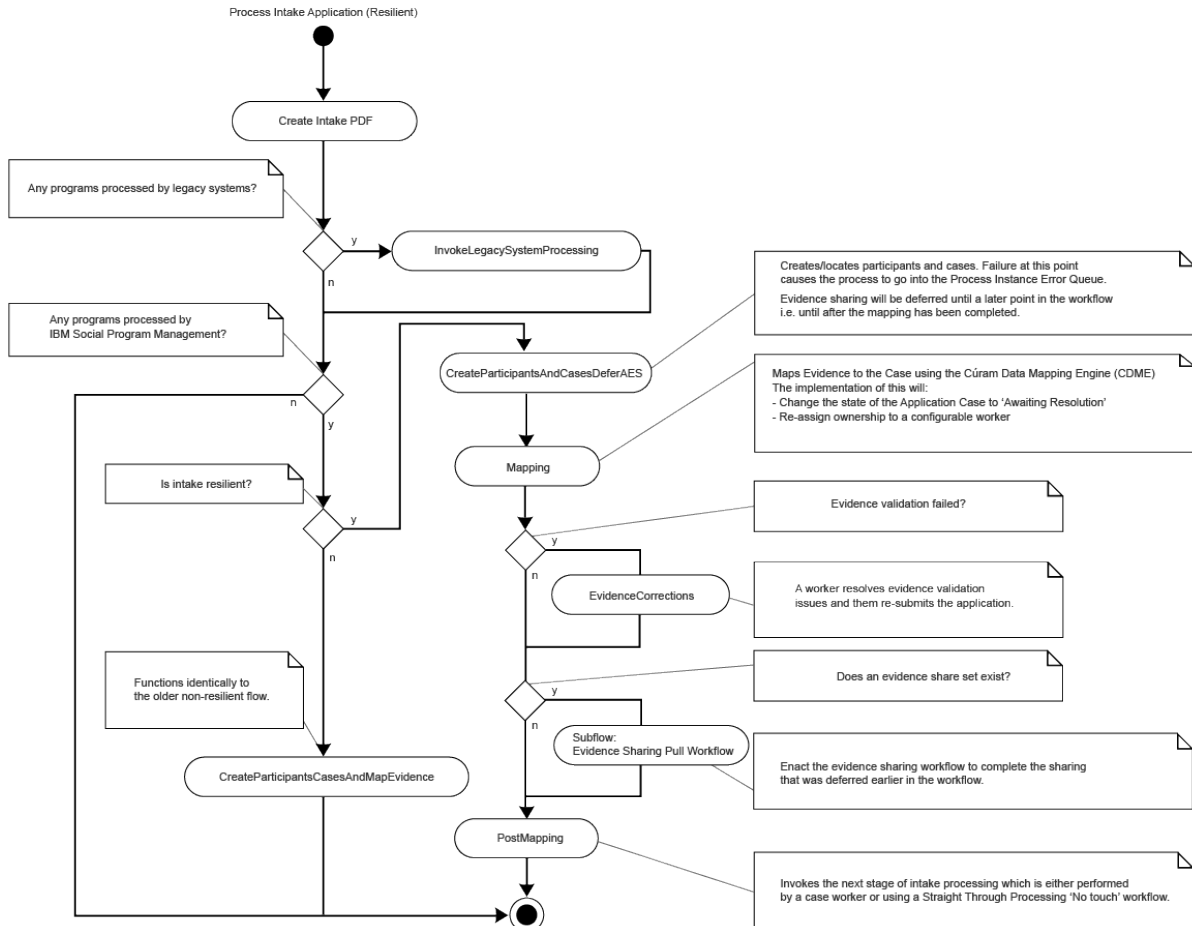 Process Intake Application (Resilient)
Create Intake PDF
Any programs processed by legacy systems?
y
InvokeLegacySystemProcessing
n
Creates/locates participants and cases. Failure at this point
causes the process to go into the Process Instance Error Queue.
Evidence sharing will be deferred until a later point in the workflow
i.e. until after the mapping has been completed.
Any programs processed by
IBM Social Program Management?
CreateParticipantsAndCasesDeferAES
Maps Evidence to the Case using the Cúram Data Mapping Engine (CDME)
The implementation of this will:
- Change the state of the Application Case to ‘Awaiting Resolution’
- Re-assign ownership to a configurable worker
n
y
Mapping
Is intake resilient?
y
n
Evidence validation failed?
y
n
EvidenceCorrections
A worker resolves evidence validation
issues and them re-submits the application.
Does an evidence share set exist?
y
n
Functions identically to
the older non-resilient flow.
Subflow:
Evidence Sharing Pull Workflow
Enact the evidence sharing workflow to complete the sharing
that was deferred earlier in the workflow.
CreateParticipantsCasesAndMapEvidence
PostMapping
Invokes the next stage of intake processing which is either performed
by a case worker or using a Straight Through Processing ‘No touch’ workflow.